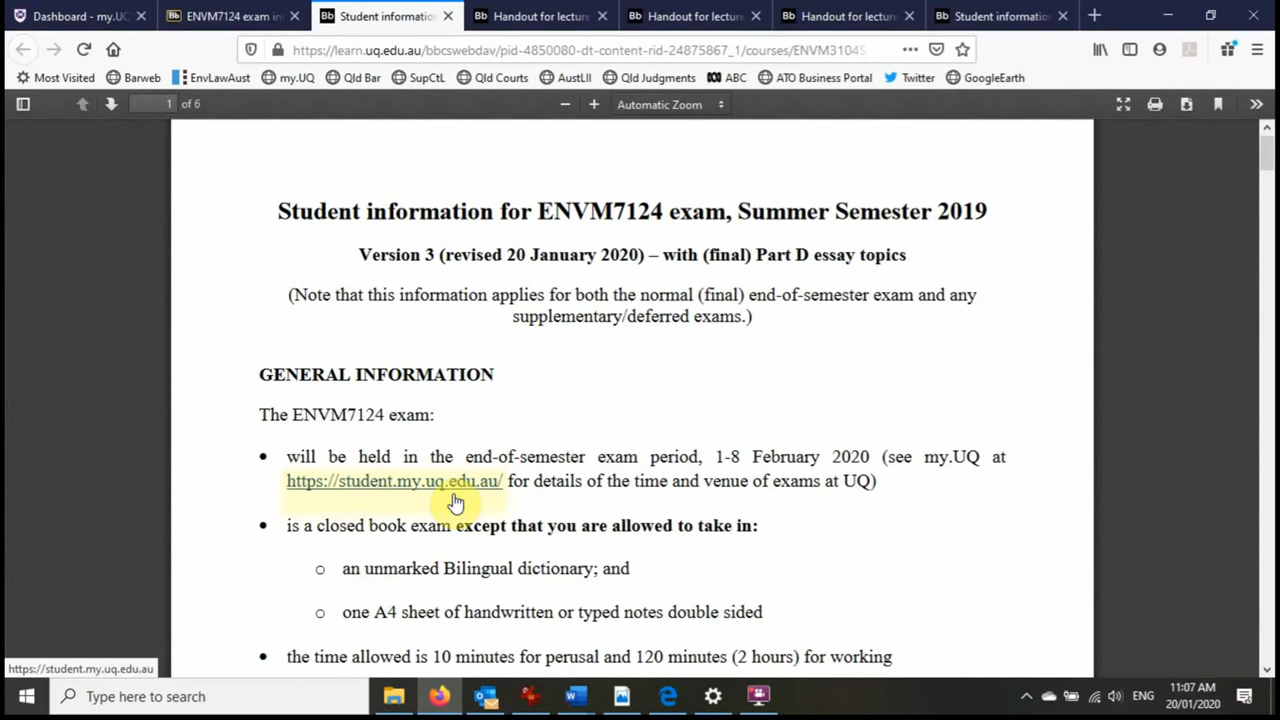 Dashboard - my.U
ENVM7124 exam in
Student information
Handout for lecture
Handout for lecture
Handout for lecture
Student information
https://learn.uq.edu.au/bbcswebdav/pid-4850080-dt-content-rid-24875867_1/courses/ENVM3104S
Most Visited Barweb EnvLawAust my.UQ Qld Bar SupCtL Qld Courts AustLII Qld Judgments ABC ATO Business Portal Twitter GoogleEarth
1 of 6 Automatic Zoom
Student information for ENVM7124 exam, Summer Semester 2019
Version 3 (revised 20 January 2020) – with (final) Part D essay topics
(Note that this information applies for both the normal (final) end-of-semester exam and any
supplementary/deferred exams.)
GENERAL INFORMATION
The ENVM7124 exam:
• will be held in the end-of-semester exam period, 1-8 February 2020 (see my.UQ at
https://student.my.uq.edu.au/ for details of the time and venue of exams at UQ)
• is a closed book exam except that you are allowed to take in:
o an unmarked Bilingual dictionary; and
o one A4 sheet of handwritten or typed notes double sided
• the time allowed is 10 minutes for perusal and 120 minutes (2 hours) for working
https://student.my.uq.edu.au
Type here to search
ENG
11:07 AM
20/01/2020